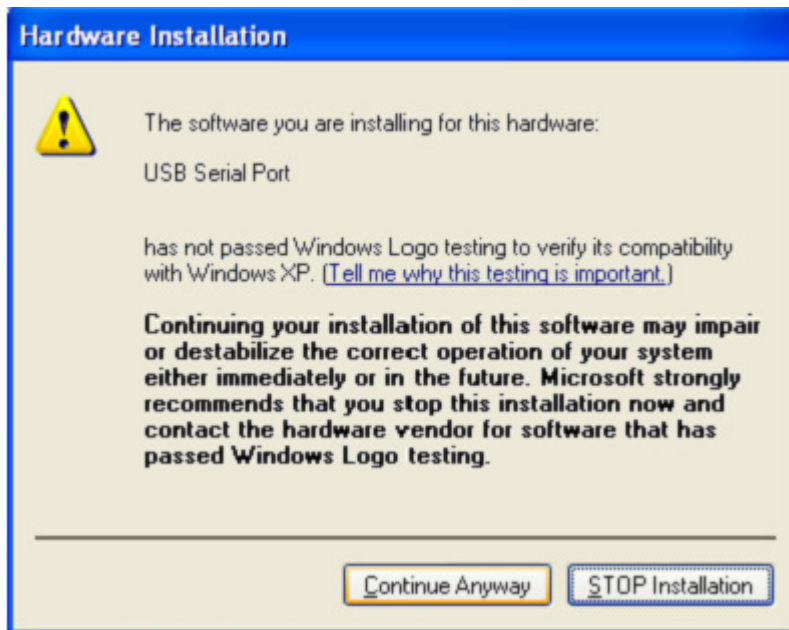 Hardware Installation
The software you are installing for this hardware:
USB Serial Port
has not passed Windows Logo testing to verify its compatibility
with Windows XP. (Tell me why this testing is important.)
Continuing your installation of this software may impair
or destabilize the correct operation of your system
either immediately or in the future. Microsoft strongly
recommends that you stop this installation now and
contact the hardware vendor for software that has
passed Windows Logo testing.
Continue Anyway
STOP Installation